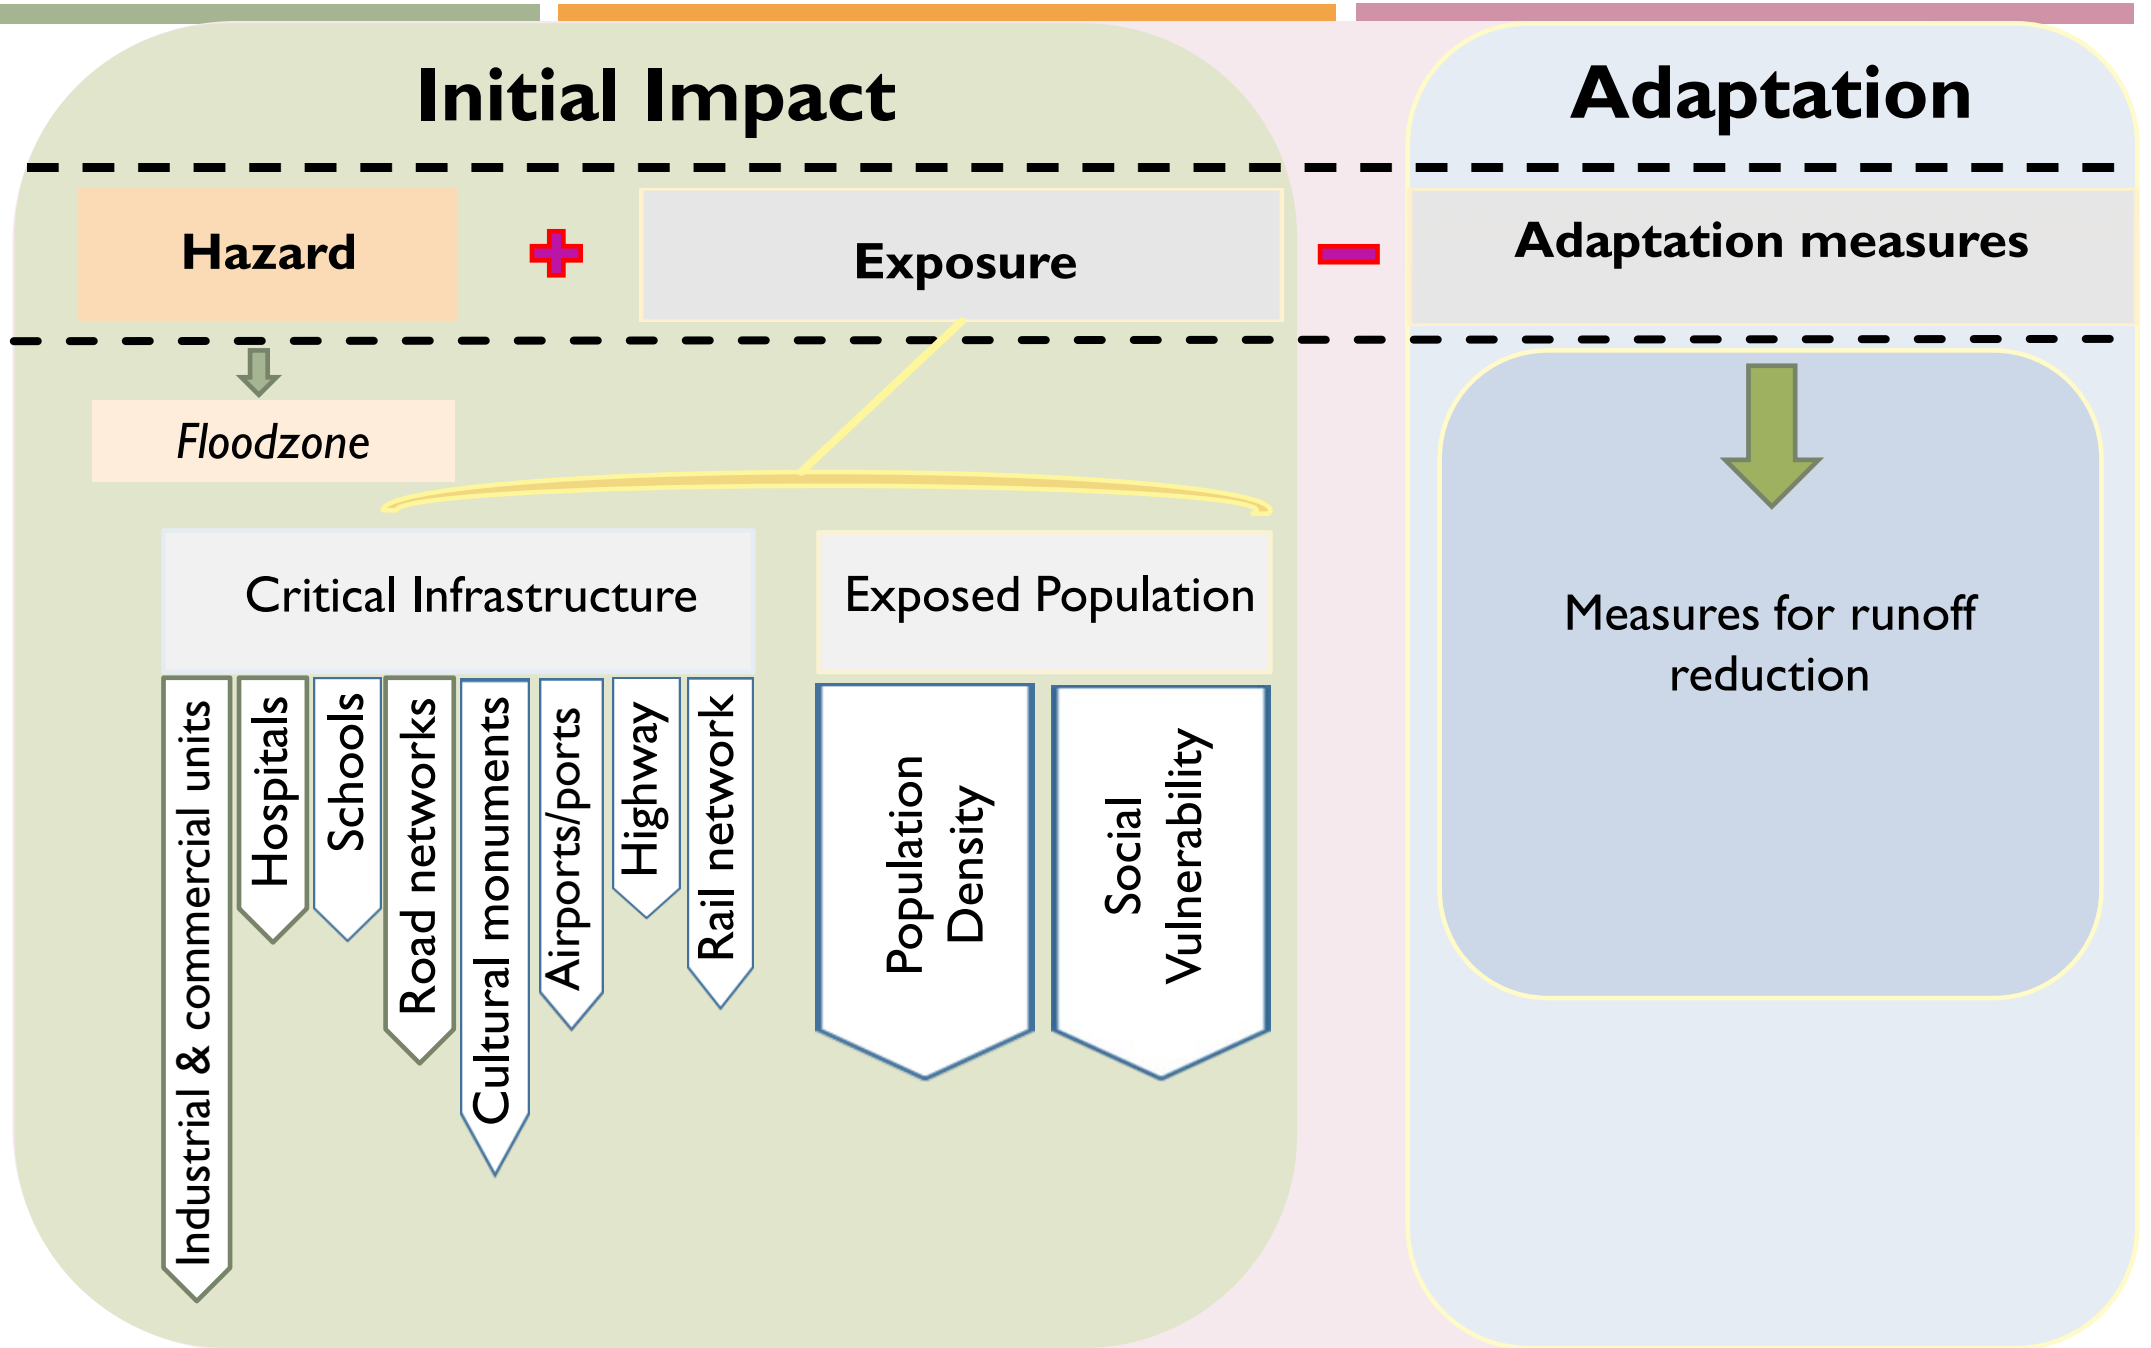 Initial Impact
Adaptation
Hazard
+
Exposure
−
Adaptation measures
Floodzone
Critical Infrastructure
Exposed Population
Industrial & commercial units
Hospitals
Schools
Road networks
Cultural monuments
Airports/ports
Highway
Rail network
Population
Density
Social
Vulnerability
Measures for runoff
reduction